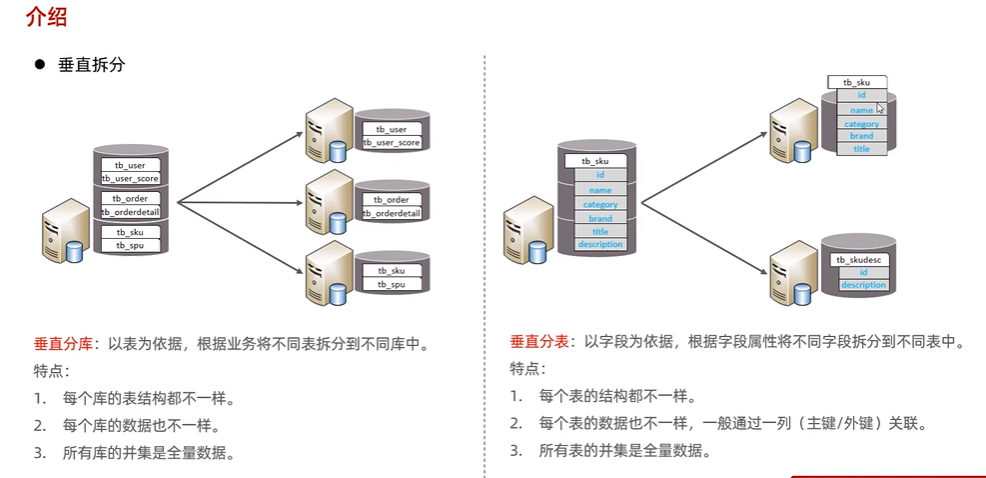 介绍
● 垂直拆分
tb_user
tb_user_score
tb_order
tb_orderdetail
tb_sku
tb_spu
tb_user
tb_user_score
tb_order
tb_orderdetail
tb_sku
tb_spu
垂直分库：以表为依据，根据业务将不同表拆分到不同库中。
特点：
1. 每个库的表结构都不一样。
2. 每个库的数据也不一样。
3. 所有库的并集是全量数据。
tb_sku
id
name
category
brand
title
description
tb_sku
id
name
category
brand
title
tb_skudesc
id
description
垂直分表：以字段为依据，根据字段属性将不同字段拆分到不同表中。
特点：
1. 每个表的结构都不一样。
2. 每个表的数据也不一样，一般通过一列（主键/外键）关联。
3. 所有表的并集是全量数据。